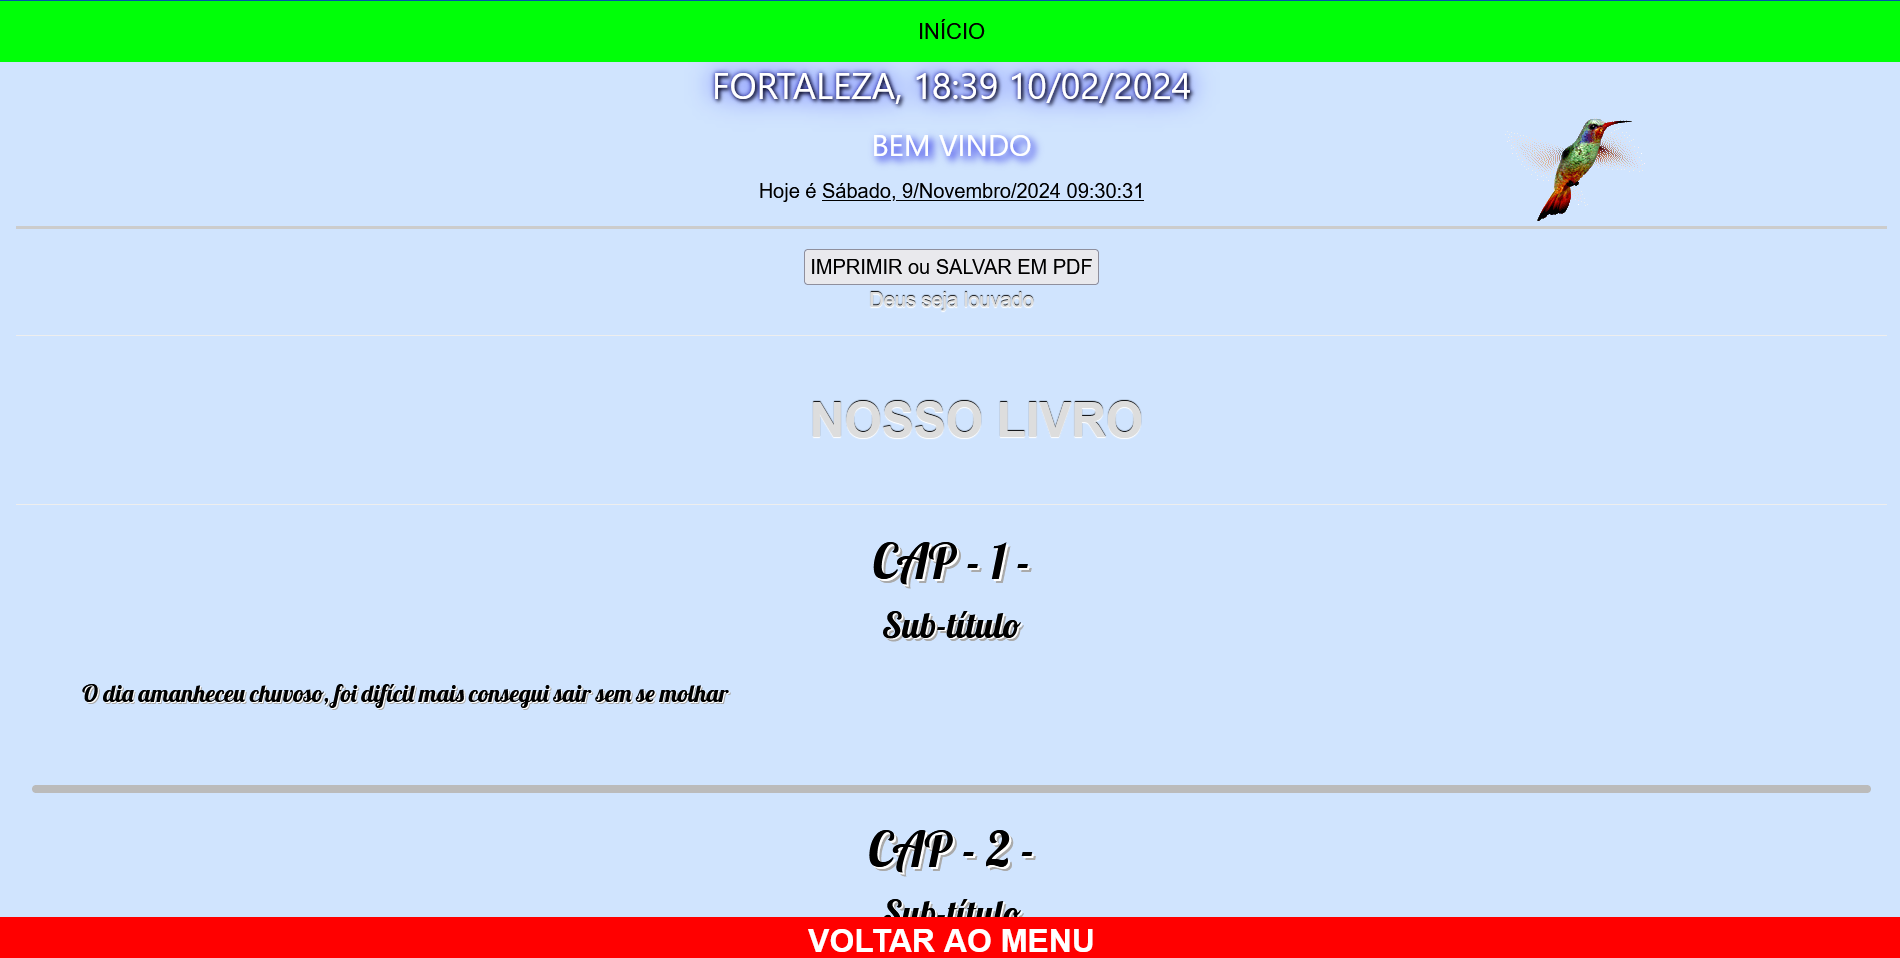 INÍCIO
FORTALEZA, 18:39 10/02/2024
BEM VINDO
Hoje é Sábado, 9/Novembro/2024 09:30:31
IMPRIMIR ou SALVAR EM PDF
Deus seja louvado
NOSSO LIVRO
CAP - 1 -
Sub-título
O dia amanheceu chuvoso, foi difícil mais consegui sair sem se molhar
CAP - 2 -
Sub-título
VOLTAR AO MENU